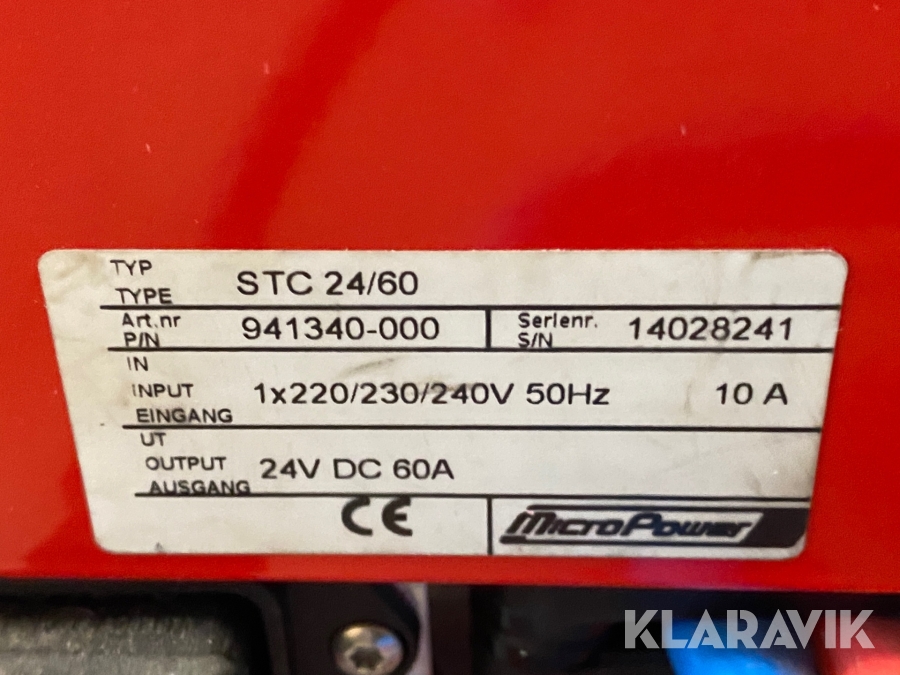 TYP
TYPE STC 24/60
Art.nr
P/N 941340-000 Serienr.
S/N 14028241
IN
INPUT 1x220/230/240V 50Hz 10 A
EINGANG
UT
OUTPUT 24V DC 60A
AUSGANG
CE MicroPower
KLARAVIK